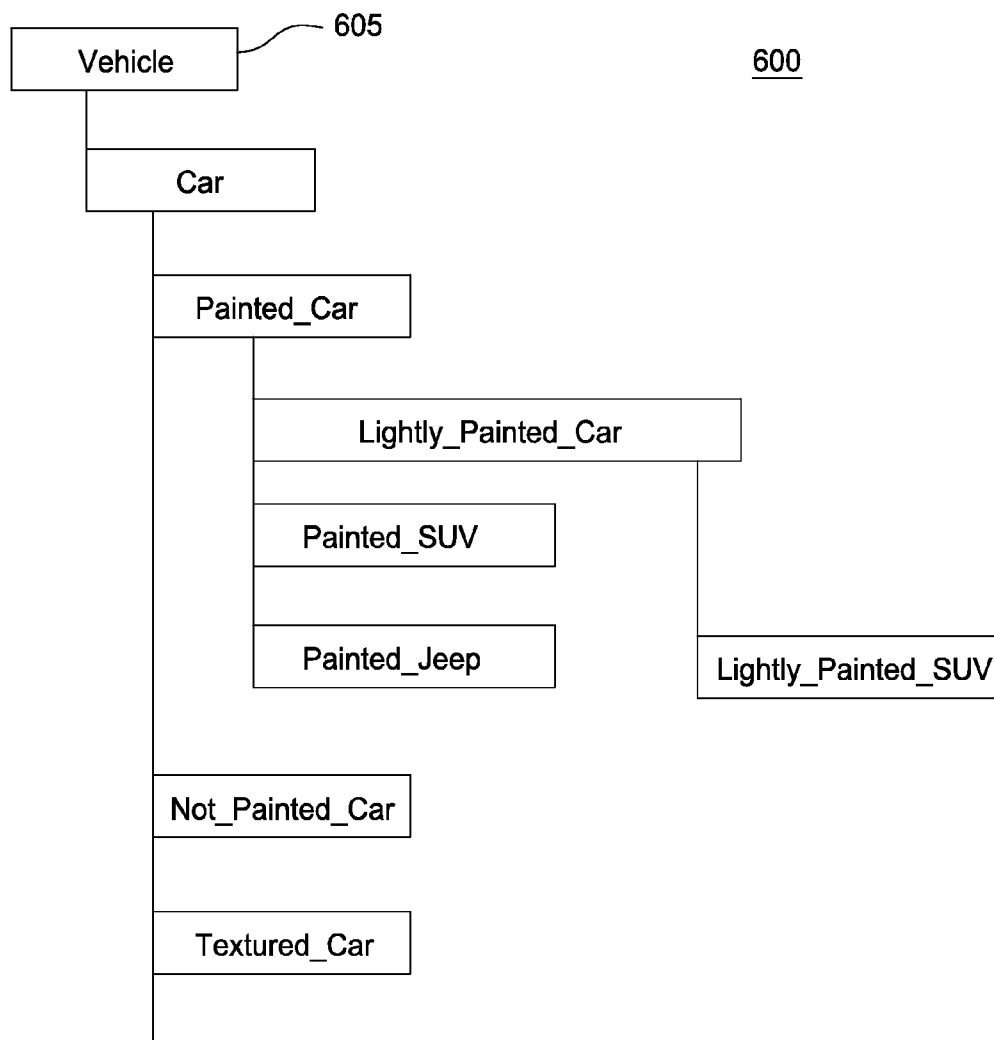 605
Vehicle
600
Car
Painted_Car
Lightly_Painted_Car
Painted_SUV
Painted_Jeep
Lightly_Painted_SUV
Not_Painted_Car
Textured_Car